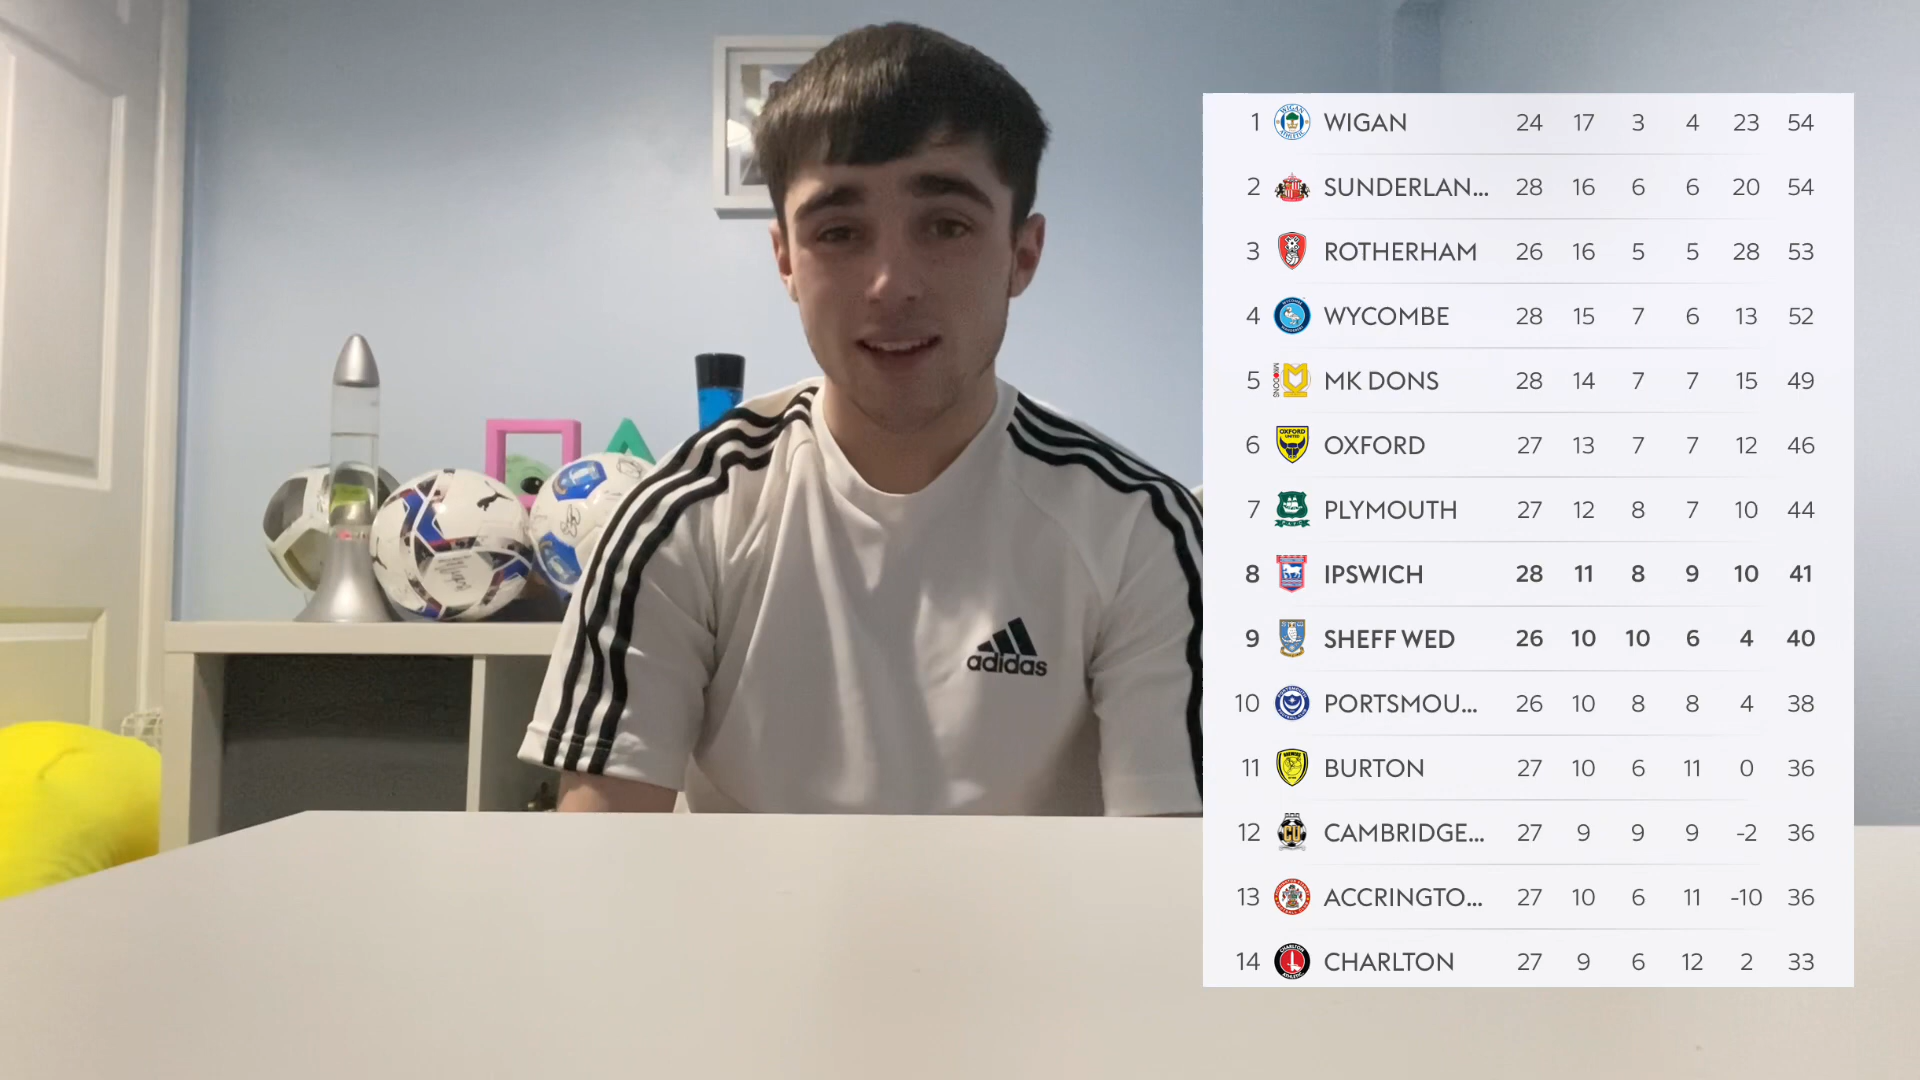 1 WIGAN 24 17 3 4 23 54
2 SUNDERLAN... 28 16 6 6 20 54
3 ROTHERHAM 26 16 5 5 28 53
4 WYCOMBE 28 15 7 6 13 52
5 MK DONS 28 14 7 7 15 49
6 OXFORD 27 13 7 7 12 46
7 PLYMOUTH 27 12 8 7 10 44
8 IPSWICH 28 11 8 9 10 41
9 SHEFF WED 26 10 10 6 4 40
10 PORTSMOU... 26 10 8 8 4 38
11 BURTON 27 10 6 11 0 36
12 CAMBRIDGE... 27 9 9 9 -2 36
13 ACCRINGTO... 27 10 6 11 -10 36
14 CHARLTON 27 9 6 12 2 33
adidas